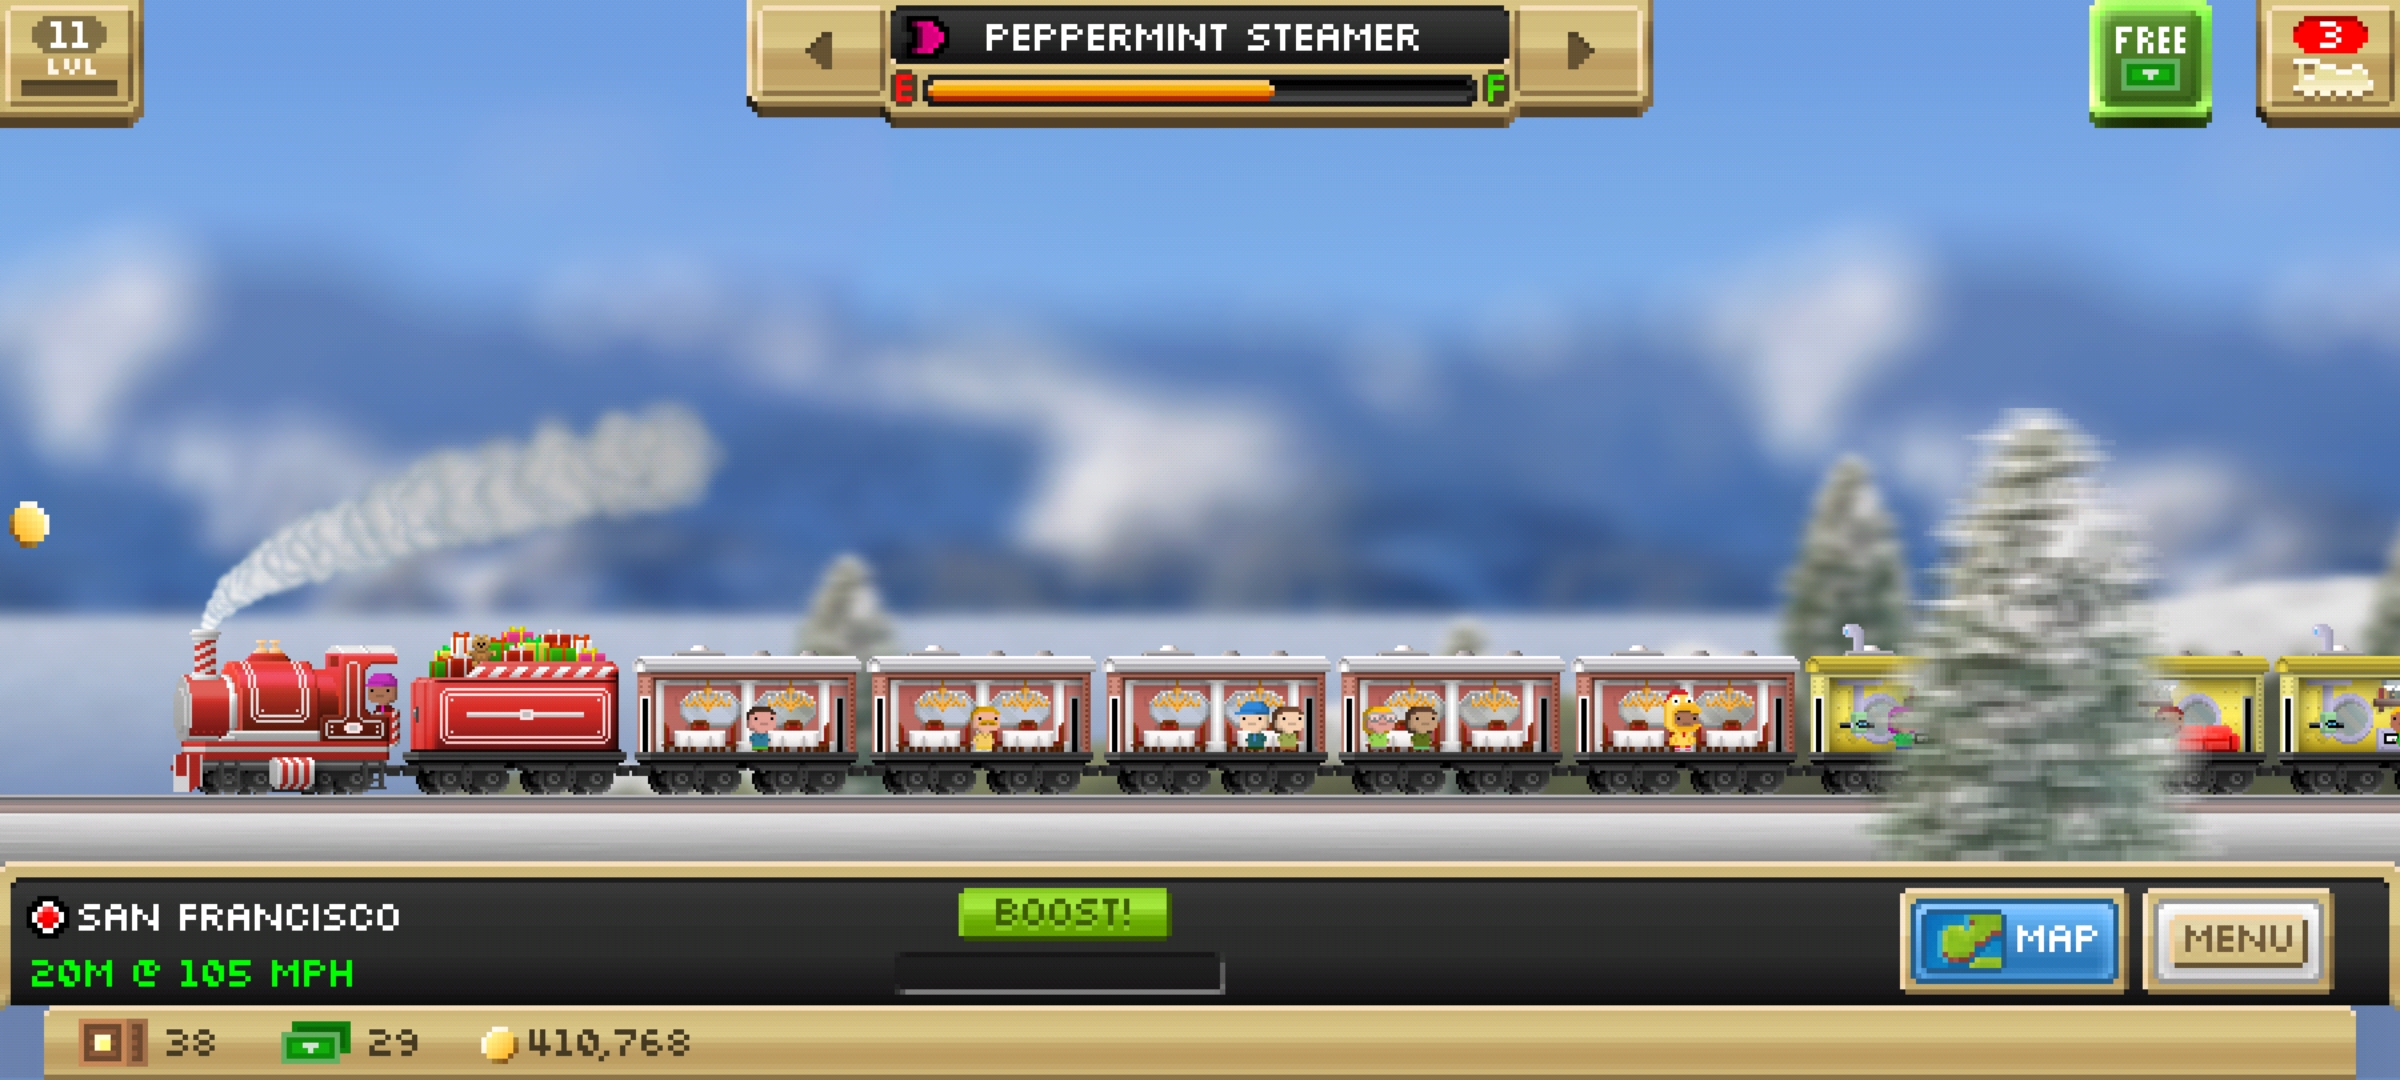 11
LVL
PEPPERMINT STEAMER
E
F
FREE
3
SAN FRANCISCO
20M @ 105 MPH
BOOST!
MAP
MENU
38
29
410,768